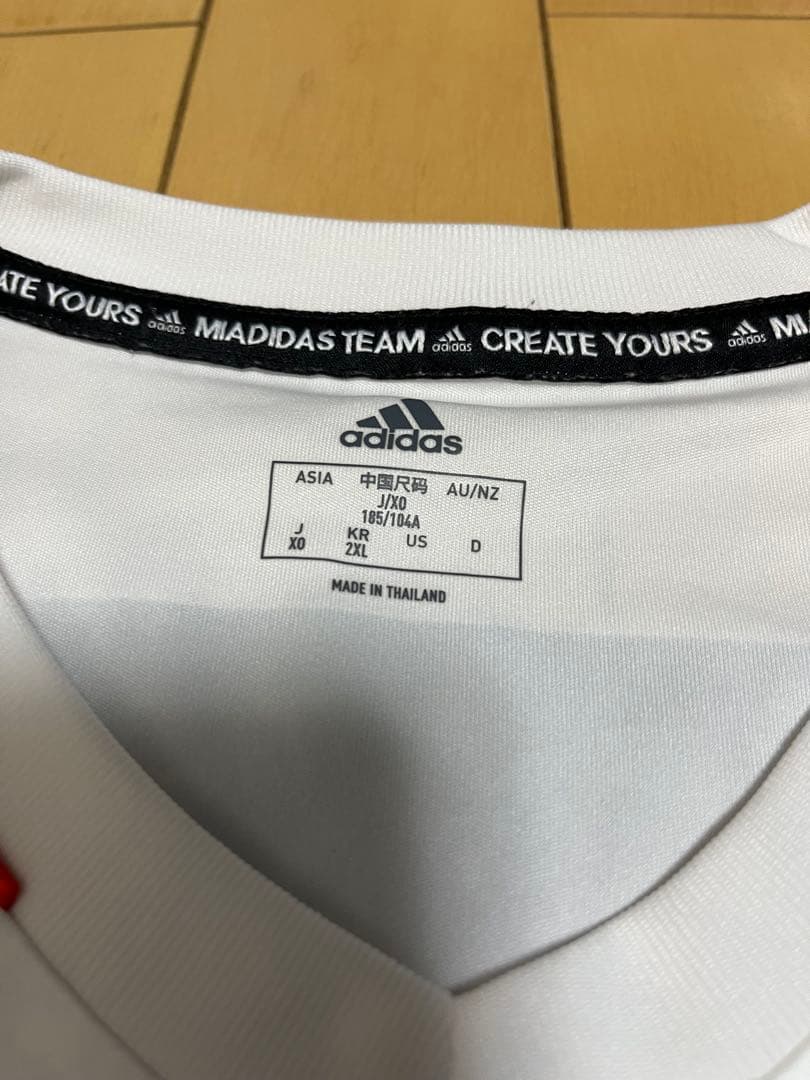 ATE YOURS adidas MIADIDAS TEAM adidas CREATE YOURS adidas
adidas
ASIA 中国尺码 AU/NZ
J/XO
185/104A
J KR US D
XO 2XL
MADE IN THAILAND